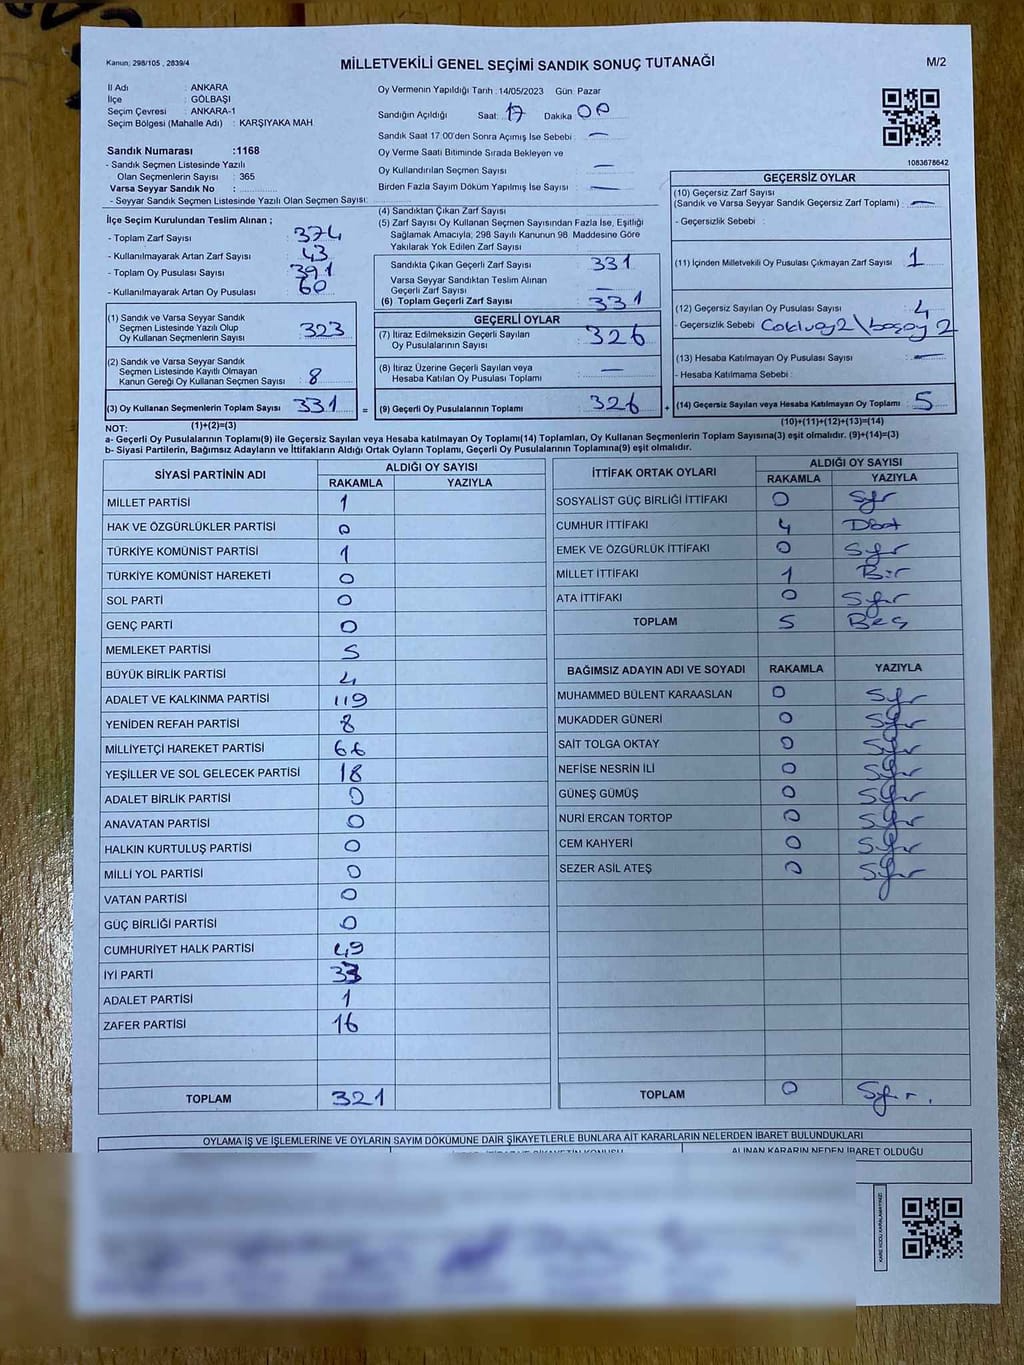 Kanun; 298/105 , 2839/4
MİLLETVEKİLİ GENEL SEÇİMİ SANDIK SONUÇ TUTANAĞI
M/2
İl Adı : ANKARA
İlçe : GÖLBAŞI
Seçim Çevresi : ANKARA-1
Seçim Bölgesi (Mahalle Adı) : KARŞIYAKA MAH
Sandık Numarası :1168
- Sandık Seçmen Listesinde Yazılı
Olan Seçmenlerin Sayısı : 365
Varsa Seyyar Sandık No :
- Seyyar Sandık Seçmen Listesinde Yazılı Olan Seçmen Sayısı:
Oy Vermenin Yapıldığı Tarih :14/05/2023 Gün: Pazar
Sandığın Açıldığı Saat: 17 Dakika
Sandık Saat 17:00'den Sonra Açımış İse Sebebi : —
Oy Verme Saati Bitiminde Sırada Bekleyen ve
Oy Kullandırılan Seçmen Sayısı : —
Birden Fazla Sayım Döküm Yapılmış İse Sayısı : —
1083678642
İlçe Seçim Kurulundan Teslim Alınan ;
- Toplam Zarf Sayısı : 374
- Kullanılmayarak Artan Zarf Sayısı : 43
- Toplam Oy Pusulası Sayısı : 391
- Kullanılmayarak Artan Oy Pusulası : 60
(1) Sandık ve Varsa Seyyar Sandık
Seçmen Listesinde Yazılı Olup
Oy Kullanan Seçmenlerin Sayısı : 323
(2) Sandık ve Varsa Seyyar Sandık
Seçmen Listesinde Kayıtlı Olmayan
Kanun Gereği Oy Kullanan Seçmen Sayısı : 8
(3) Oy Kullanan Seçmenlerin Toplam Sayısı : 331
(4) Sandıktan Çıkan Zarf Sayısı :
(5) Zarf Sayısı Oy Kullanan Seçmen Sayısından Fazla İse, Eşitliği
Sağlamak Amacıyla; 298 Sayılı Kanunun 98. Maddesine Göre
Yakılarak Yok Edilen Zarf Sayısı :
Sandıkta Çıkan Geçerli Zarf Sayısı : 331
Varsa Seyyar Sandıktan Teslim Alınan
Geçerli Zarf Sayısı : —
(6) Toplam Geçerli Zarf Sayısı : 331
GEÇERLİ OYLAR
(7) İtiraz Edilmeksizin Geçerli Sayılan
Oy Pusulalarının Sayısı : 326
(8) İtiraz Üzerine Geçerli Sayılan veya
Hesaba Katılan Oy Pusulası Toplamı : —
= (9) Geçerli Oy Pusulalarının Toplamı : 326
GEÇERSİZ OYLAR
(10) Geçersiz Zarf Sayısı
(Sandık ve Varsa Seyyar Sandık Geçersiz Zarf Toplamı) : —
- Geçersizlik Sebebi :
(11) İçinden Milletvekili Oy Pusulası Çıkmayan Zarf Sayısı : 1
(12) Geçersiz Sayılan Oy Pusulası Sayısı : 4
- Geçersizlik Sebebi : 2\boşoy 2
(13) Hesaba Katılmayan Oy Pusulası Sayısı : —
- Hesaba Katılmama Sebebi :
+ (14) Geçersiz Sayılan veya Hesaba Katılmayan Oy Toplamı : 5
NOT: (1)+(2)=(3) (10)+(11)+(12)+(13)=(14)
a- Geçerli Oy Pusulalarının Toplamı(9) ile Geçersiz Sayılan veya Hesaba katılmayan Oy Toplamı(14) Toplamları, Oy Kullanan Seçmenlerin Toplam Sayısına(3) eşit olmalıdır. (9)+(14)=(3)
b- Siyasi Partilerin, Bağımsız Adayların ve İttifakların Aldığı Ortak Oyların Toplamı, Geçerli Oy Pusulalarının Toplamına(9) eşit olmalıdır.
SİYASİ PARTİNİN ADI ALDIĞI OY SAYISI
RAKAMLA YAZIYLA
MİLLET PARTİSİ 1
HAK VE ÖZGÜRLÜKLER PARTİSİ 0
TÜRKİYE KOMÜNİST PARTİSİ 1
TÜRKİYE KOMÜNİST HAREKETİ 0
SOL PARTİ 0
GENÇ PARTİ 0
MEMLEKET PARTİSİ 5
BÜYÜK BİRLİK PARTİSİ 4
ADALET VE KALKINMA PARTİSİ 119
YENİDEN REFAH PARTİSİ 8
MİLLİYETÇİ HAREKET PARTİSİ 66
YEŞİLLER VE SOL GELECEK PARTİSİ 18
ADALET BİRLİK PARTİSİ 0
ANAVATAN PARTİSİ 0
HALKIN KURTULUŞ PARTİSİ 0
MİLLİ YOL PARTİSİ 0
VATAN PARTİSİ 0
GÜÇ BİRLİĞİ PARTİSİ 0
CUMHURİYET HALK PARTİSİ 49
İYİ PARTİ 33
ADALET PARTİSİ 1
ZAFER PARTİSİ 16
TOPLAM 321
İTTİFAK ORTAK OYLARI ALDIĞI OY SAYISI
RAKAMLA YAZIYLA
SOSYALİST GÜÇ BİRLİĞİ İTTİFAKI 0 Sıfır
CUMHUR İTTİFAKI 4 Dört
EMEK VE ÖZGÜRLÜK İTTİFAKI 0 Sıfır
MİLLET İTTİFAKI 1 Bir
ATA İTTİFAKI 0 Sıfır
TOPLAM 5 Beş
BAĞIMSIZ ADAYIN ADI VE SOYADI RAKAMLA YAZIYLA
MUHAMMED BÜLENT KARAASLAN 0 Sıfır
MUKADDER GÜNERİ 0 Sıfır
SAİT TOLGA OKTAY 0 Sıfır
NEFİSE NESRİN İLİ 0 Sıfır
GÜNEŞ GÜMÜŞ 0 Sıfır
NURİ ERCAN TORTOP 0 Sıfır
CEM KAHYERİ 0 Sıfır
SEZER ASİL ATEŞ 0 Sıfır
TOPLAM 0 Sıfır.
OYLAMA İŞ VE İŞLEMLERİNE VE OYLARIN SAYIM DÖKÜMÜNE DAİR ŞİKAYETLERLE BUNLARA AİT KARARLARIN NELERDEN İBARET BULUNDUKLARI
ALINAN KARARIN NEDEN İBARET OLDUĞU
KARE KODU KARALAMAYINIZ!